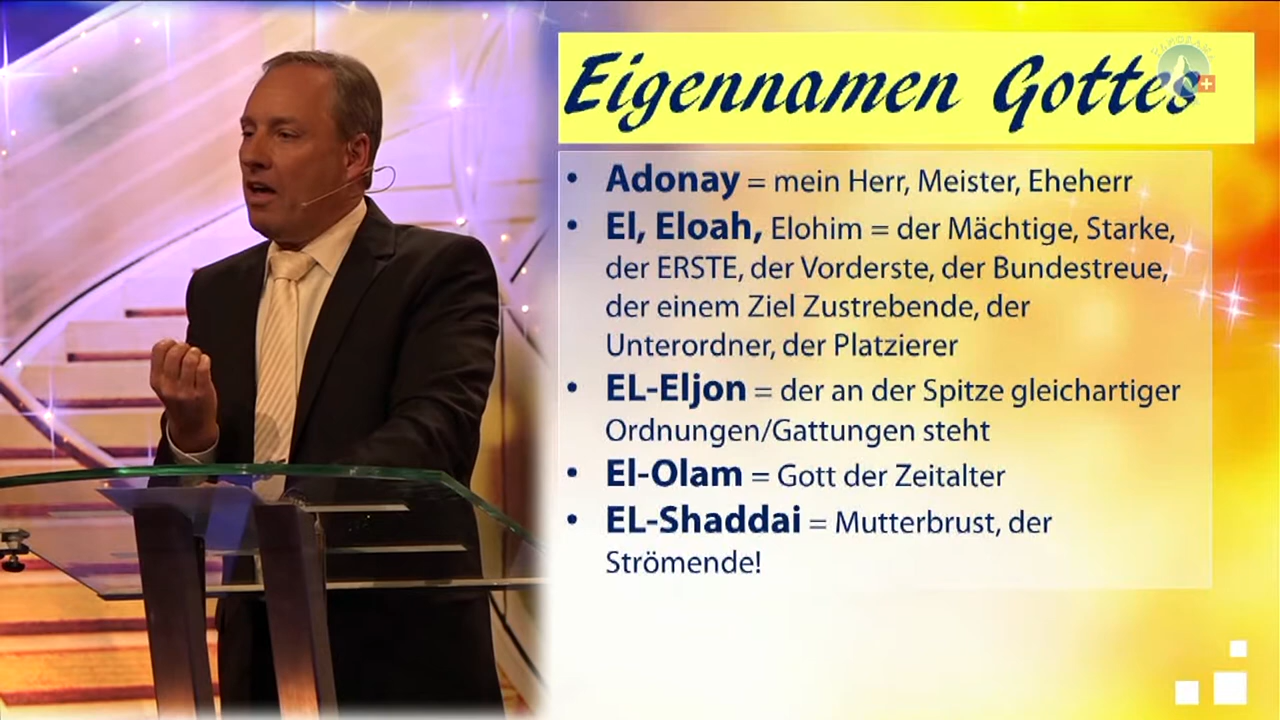 Eigennamen Gottes
• Adonay = mein Herr, Meister, Eheherr
• El, Eloah, Elohim = der Mächtige, Starke,
der ERSTE, der Vorderste, der Bundestreue,
der einem Ziel Zustrebende, der
Unterordner, der Platzierer
• EL-Eljon = der an der Spitze gleichartiger
Ordnungen/Gattungen steht
• El-Olam = Gott der Zeitalter
• EL-Shaddai = Mutterbrust, der
Strömende!